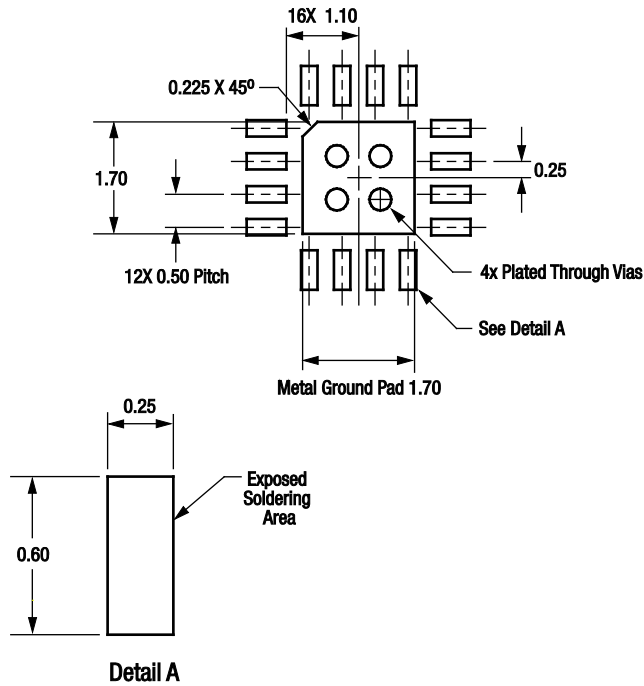 16X 1.10
0.225 X 45º
1.70
0.25
12X 0.50 Pitch
4x Plated Through Vias
See Detail A
Metal Ground Pad 1.70
0.25
Exposed
Soldering
Area
0.60
Detail A